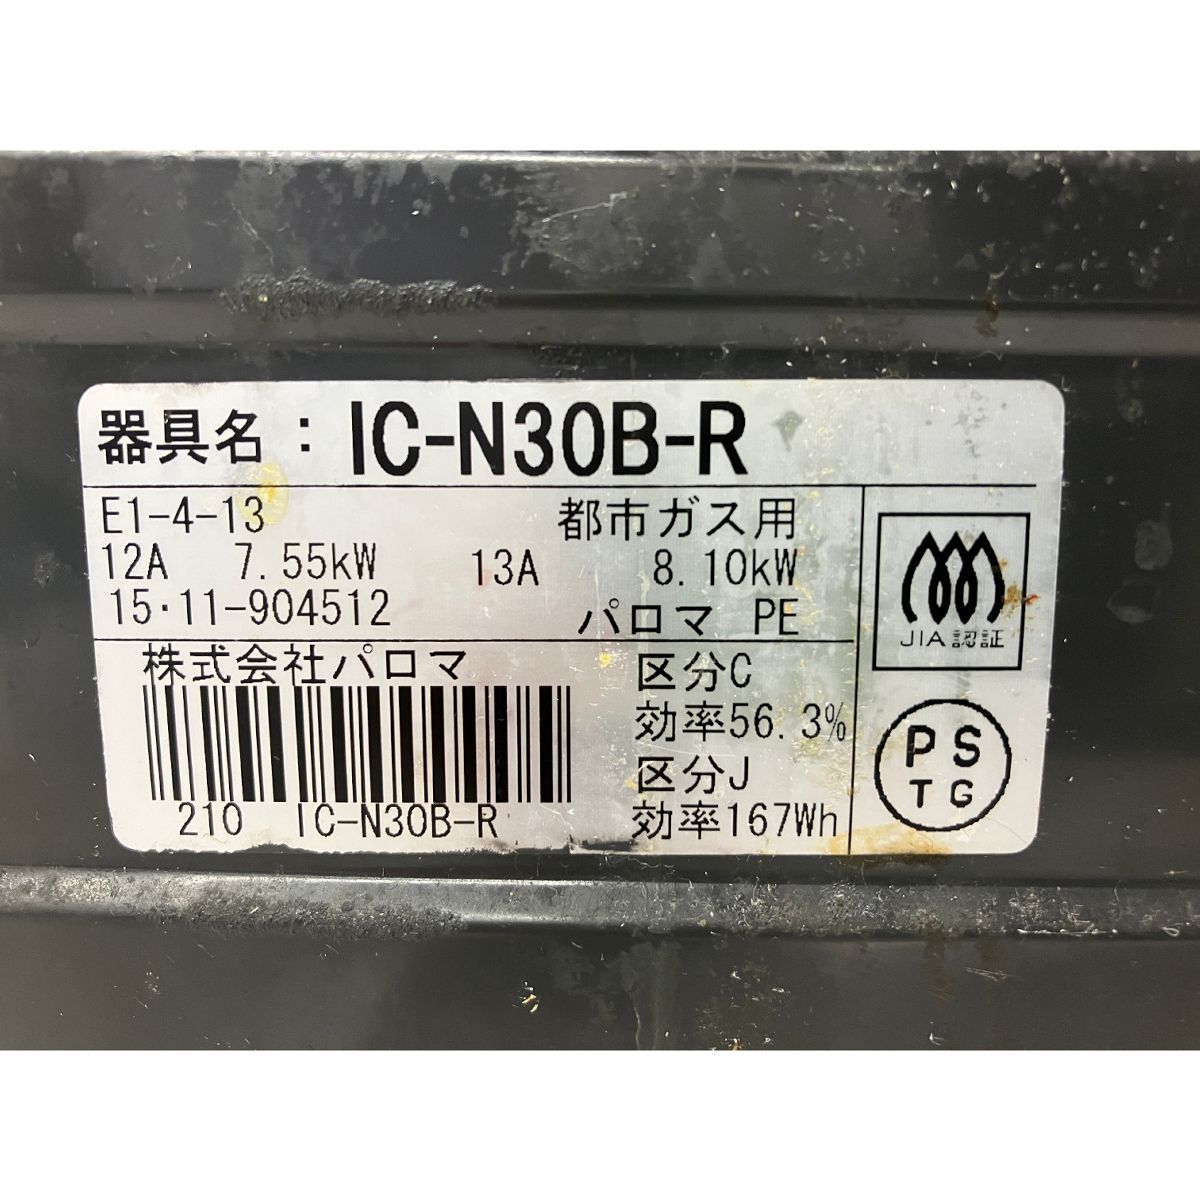 器具名 : IC-N30B-R
E1-4-13 都市ガス用
12A 7.55kW 13A 8.10kW
15・11-904512 パロマ PE
株式会社パロマ
210 IC-N30B-R
区分C
効率56.3%
区分J
効率167Wh
JIA認証
PS
TG